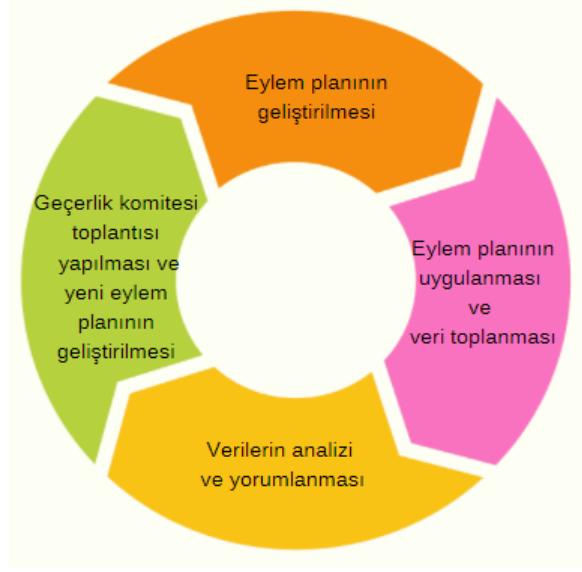 Eylem planının
geliştirilmesi
Eylem planının
uygulanması
ve
veri toplanması
Verilerin analizi
ve yorumlanması
Geçerlik komitesi
toplantısı
yapılması ve
yeni eylem
planının
geliştirilmesi